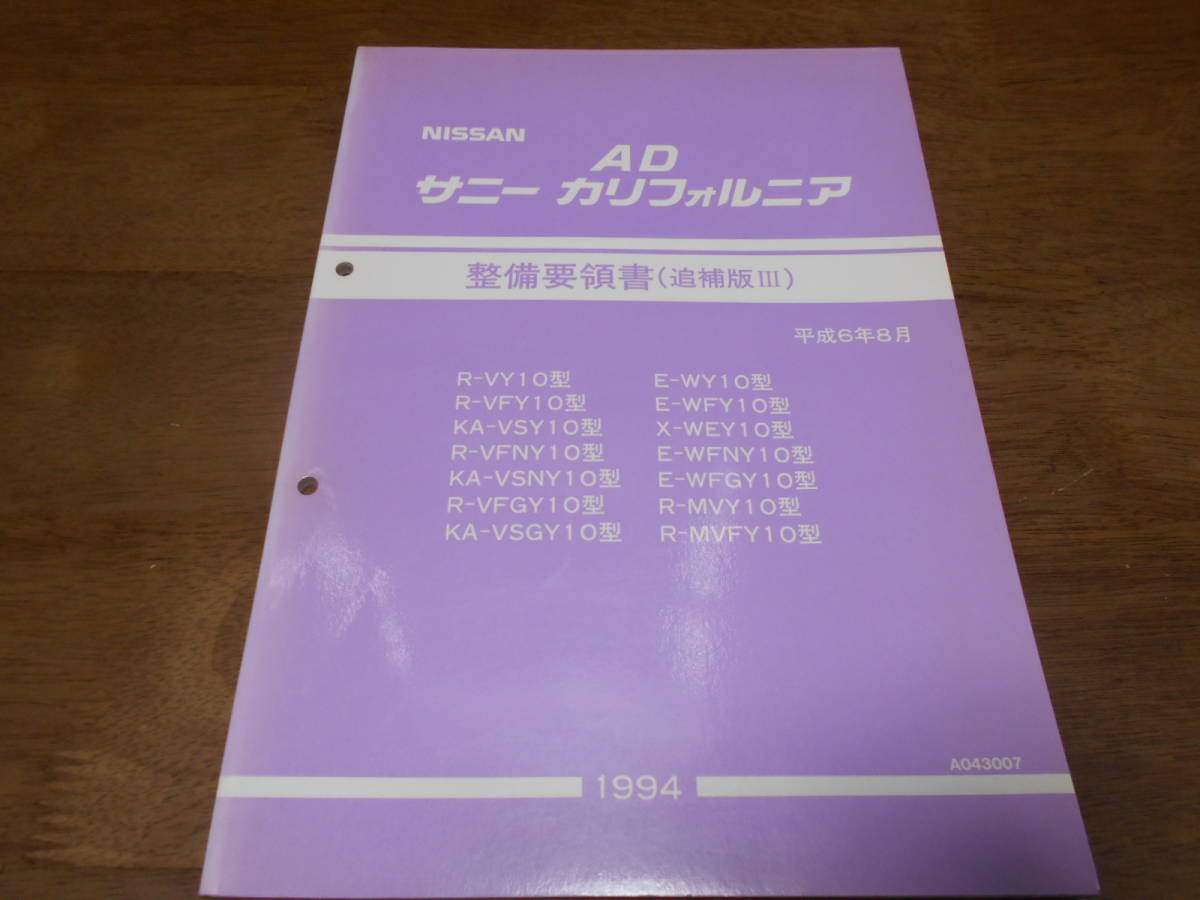 NISSAN
AD
サニー カリフォルニア
整備要領書(追補版III)
平成6年8月
R-VY10型
R-VFY10型
KA-VSY10型
R-VFNY10型
KA-VSNY10型
R-VFGY10型
KA-VSGY10型
E-WY10型
E-WFY10型
X-WEY10型
E-WFNY10型
E-WFGY10型
R-MVY10型
R-MVFY10型
A043007
1994